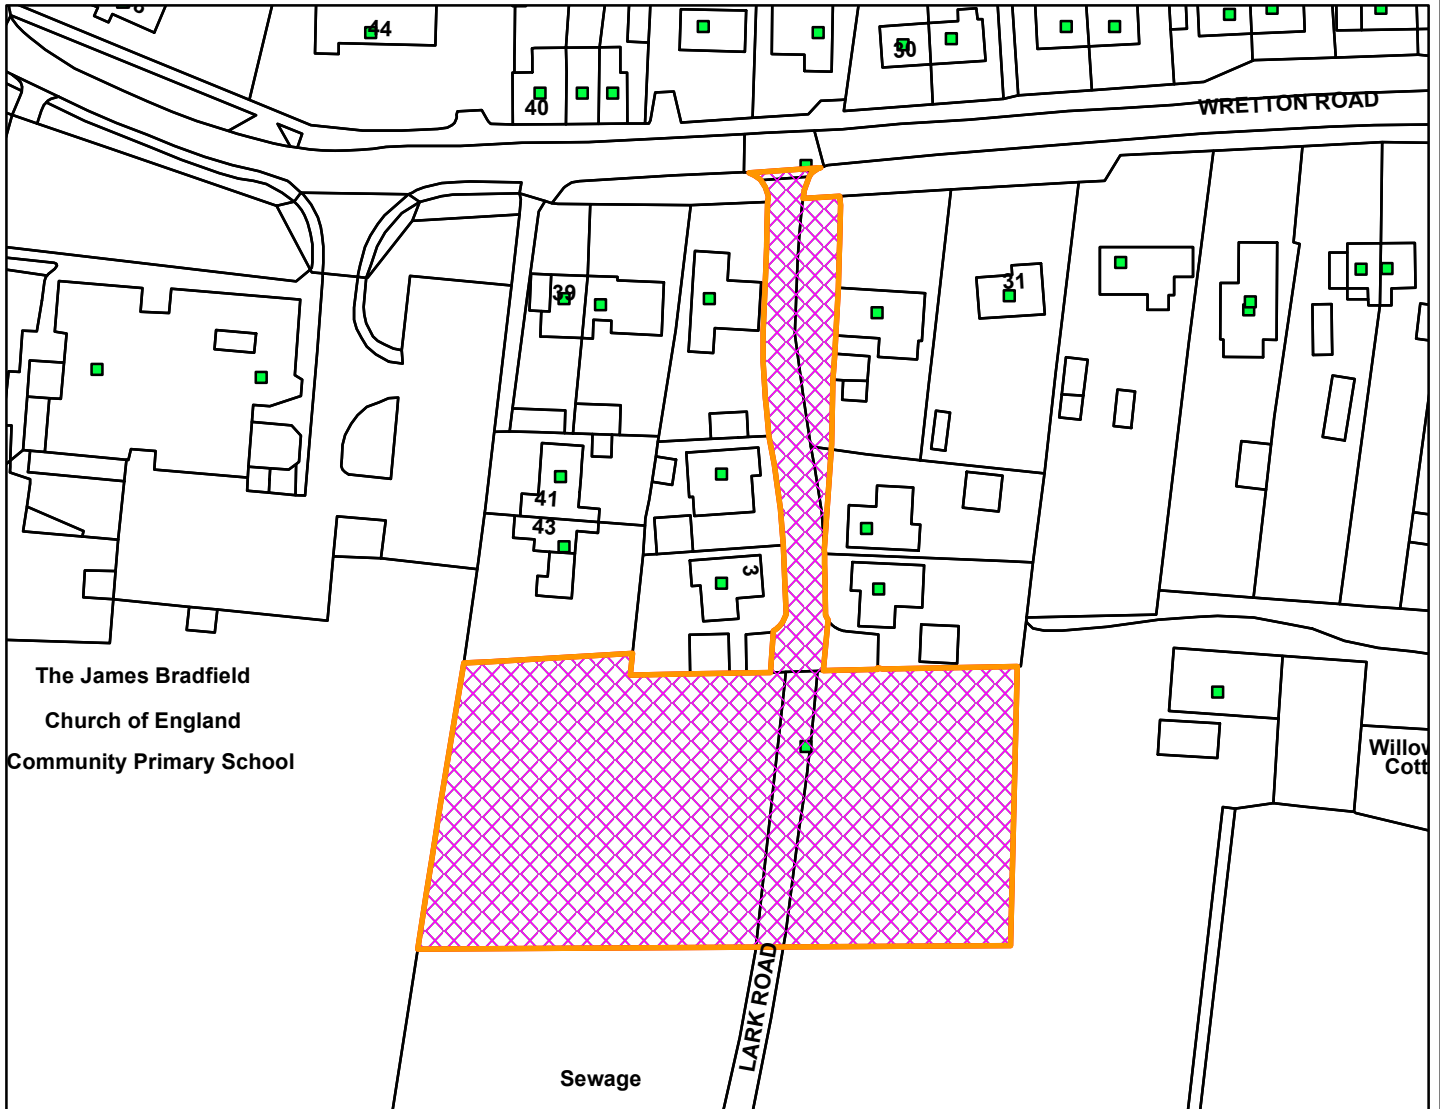 44
40
30
WRETTON ROAD
39
31
41
43
3
The James Bradfield
Church of England
Community Primary School
Willow
Cott
LARK ROAD
Sewage